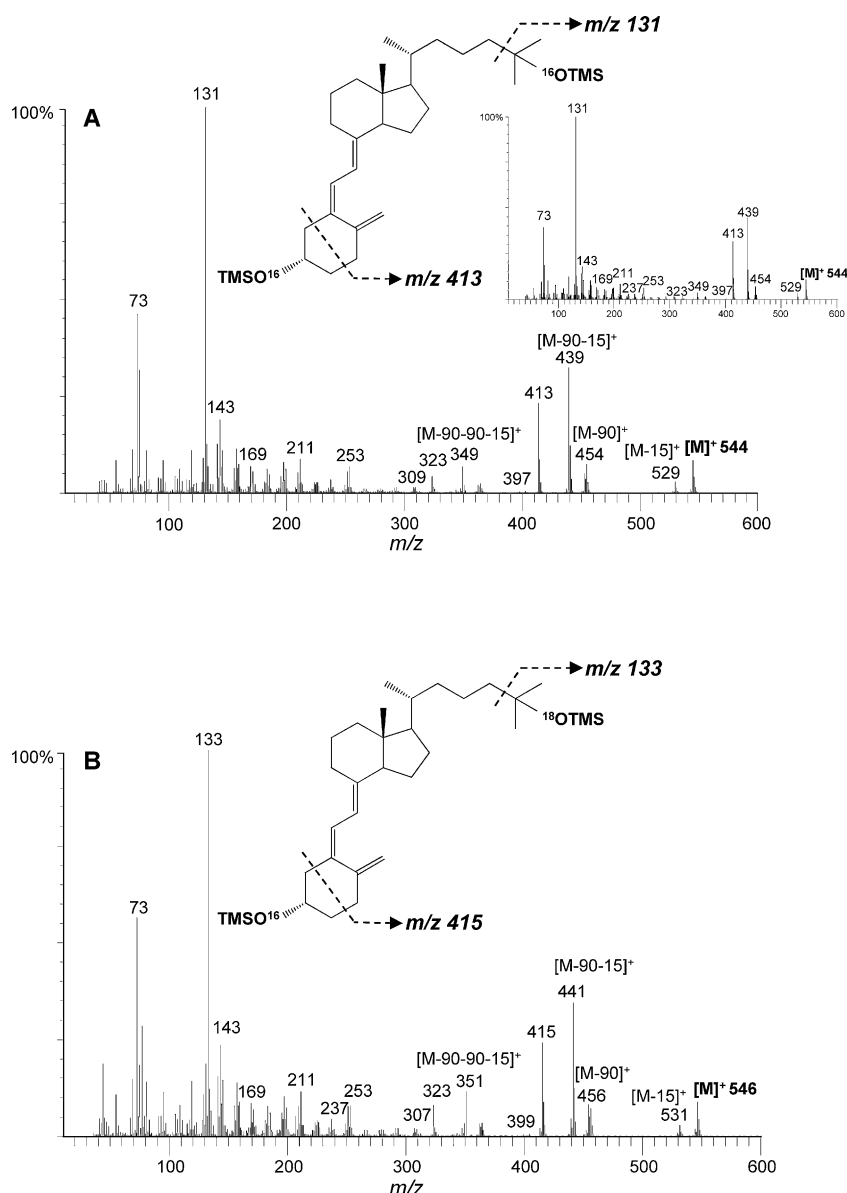 m/z 131
¹⁶OTMS
TMSO¹⁶
m/z 413
A
100%
131
73
143
169
211
253
309
323
[M-90-90-15]⁺
349
397
413
[M-90-15]⁺
439
[M-90]⁺
454
[M-15]⁺
529
[M]⁺ 544
100 200 300 400 500 600
m/z
100%
131
73
143
169
211
237
253
323
349
397
413
439
454
529
[M]⁺ 544
100 200 300 400 500 600
m/z 133
¹⁸OTMS
TMSO¹⁶
m/z 415
B
100%
133
73
143
169
211
237
253
307
323
[M-90-90-15]⁺
351
399
415
[M-90-15]⁺
441
[M-90]⁺
456
[M-15]⁺
531
[M]⁺ 546
100 200 300 400 500 600
m/z